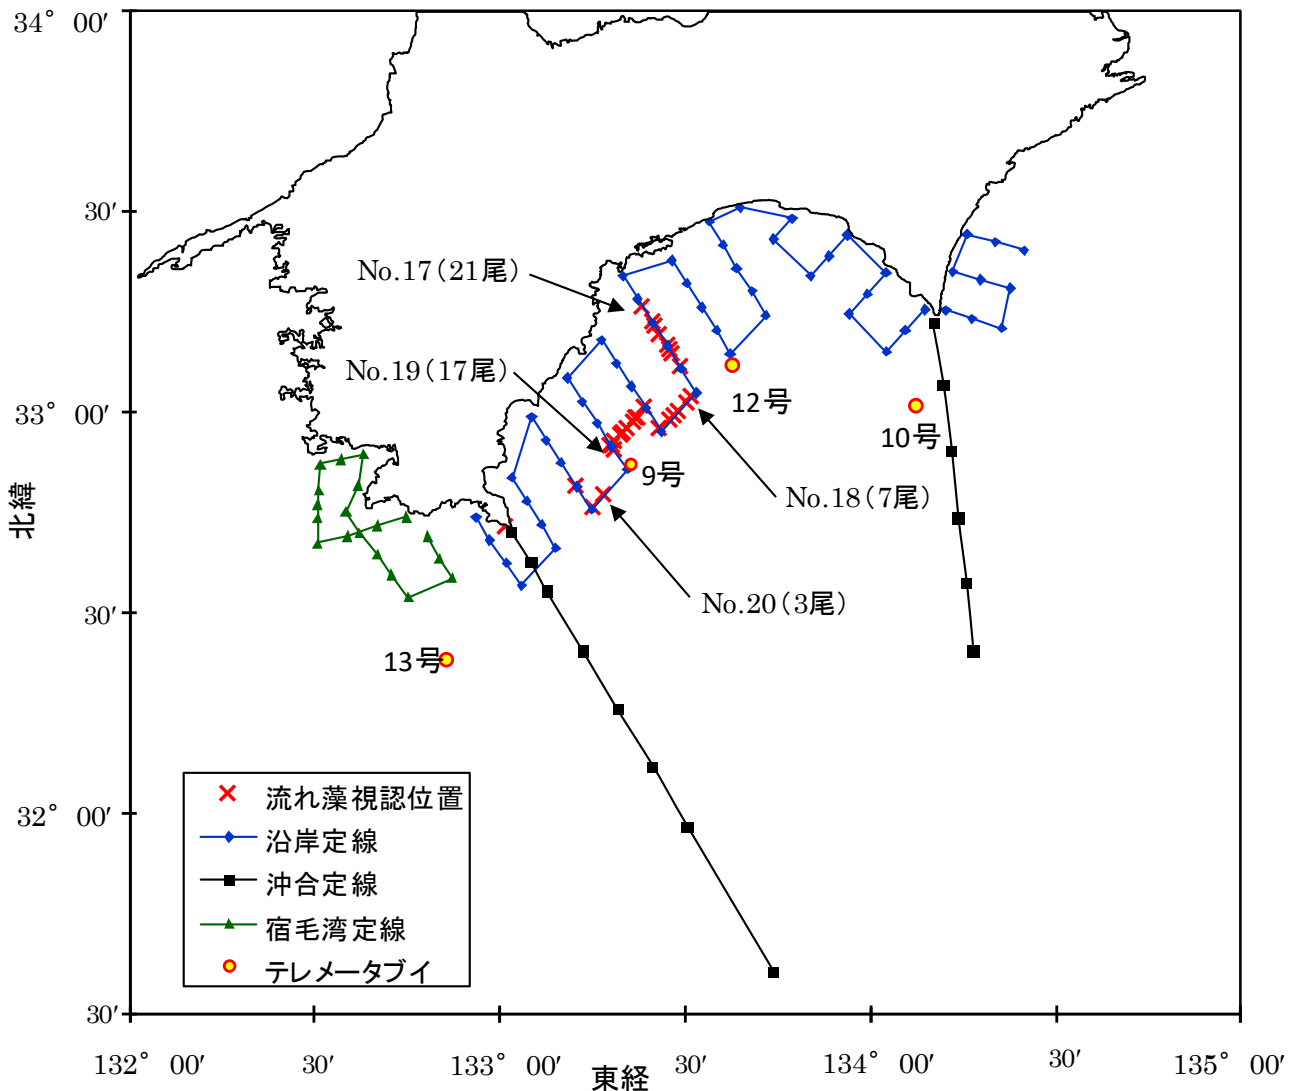 34° 00′
30′
No.17（21尾）
No.19（17尾）
33° 00′
12号
10号
9号
No.18（7尾）
北緯
No.20（3尾）
30′
13号
流れ藻視認位置
32° 00′
沿岸定線
沖合定線
宿毛湾定線
テレメータブイ
30′
132° 00′
30′
133° 00′
30′
134° 00′
30′
135° 00′
東経